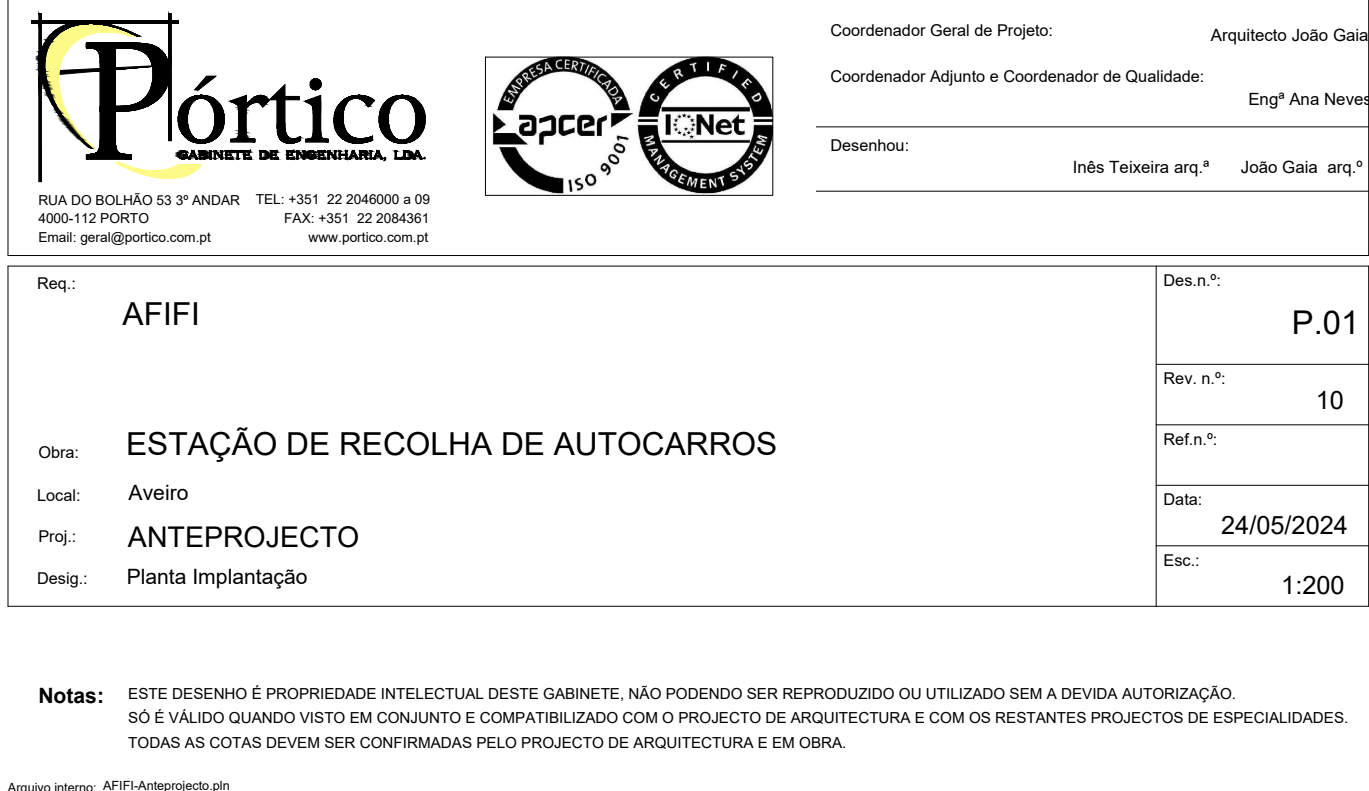 Pórtico
GABINETE DE ENGENHARIA, LDA.
RUA DO BOLHÃO 53 3º ANDAR TEL: +351 22 2046000 a 09
4000-112 PORTO FAX: +351 22 2084361
Email: geral@portico.com.pt www.portico.com.pt
EMPRESA CERTIFICADA
apcer
ISO 9001
CERTIFIED
IQNet
MANAGEMENT SYSTEM
Coordenador Geral de Projeto: Arquitecto João Gaia
Coordenador Adjunto e Coordenador de Qualidade:
Engª Ana Neves
Desenhou:
Inês Teixeira arq.ª João Gaia arq.º
Req.:
AFIFI
Obra: ESTAÇÃO DE RECOLHA DE AUTOCARROS
Local: Aveiro
Proj.: ANTEPROJECTO
Desig.: Planta Implantação
Des.n.º:
P.01
Rev. n.º:
10
Ref.n.º:
Data:
24/05/2024
Esc.:
1:200
Notas: ESTE DESENHO É PROPRIEDADE INTELECTUAL DESTE GABINETE, NÃO PODENDO SER REPRODUZIDO OU UTILIZADO SEM A DEVIDA AUTORIZAÇÃO.
SÓ É VÁLIDO QUANDO VISTO EM CONJUNTO E COMPATIBILIZADO COM O PROJECTO DE ARQUITECTURA E COM OS RESTANTES PROJECTOS DE ESPECIALIDADES.
TODAS AS COTAS DEVEM SER CONFIRMADAS PELO PROJECTO DE ARQUITECTURA E EM OBRA.
Arquivo interno: AFIFI-Anteprojecto.pln